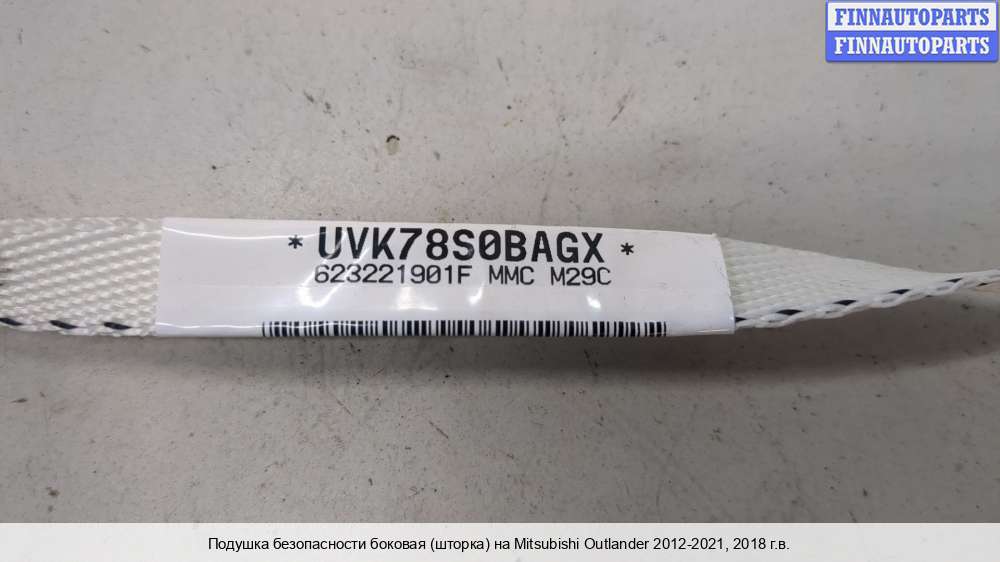 FINNAUTOPARTS
FINNAUTOPARTS
* UVK78S0BAGX *
623221901F MMC M29C
Подушка безопасности боковая (шторка) на Mitsubishi Outlander 2012-2021, 2018 г.в.